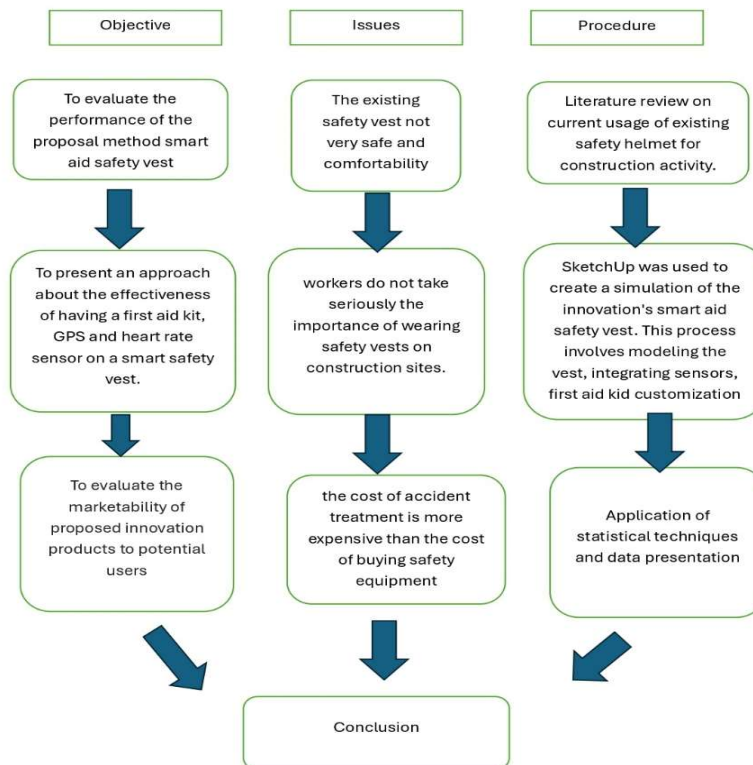 Objective
Issues
Procedure
To evaluate the
performance of the
proposal method smart
aid safety vest
The existing
safety vest not
very safe and
comfortability
Literature review on
current usage of existing
safety helmet for
construction activity.
To present an approach
about the effectiveness
of having a first aid kit,
GPS and heart rate
sensor on a smart safety
vest.
workers do not take
seriously the
importance of wearing
safety vests on
construction sites.
SketchUp was used to
create a simulation of the
innovation's smart aid
safety vest. This process
involves modeling the
vest, integrating sensors,
first aid kid customization
To evaluate the
marketability of
proposed innovation
products to potential
users
the cost of accident
treatment is more
expensive than the cost
of buying safety
equipment
Application of
statistical techniques
and data presentation
Conclusion